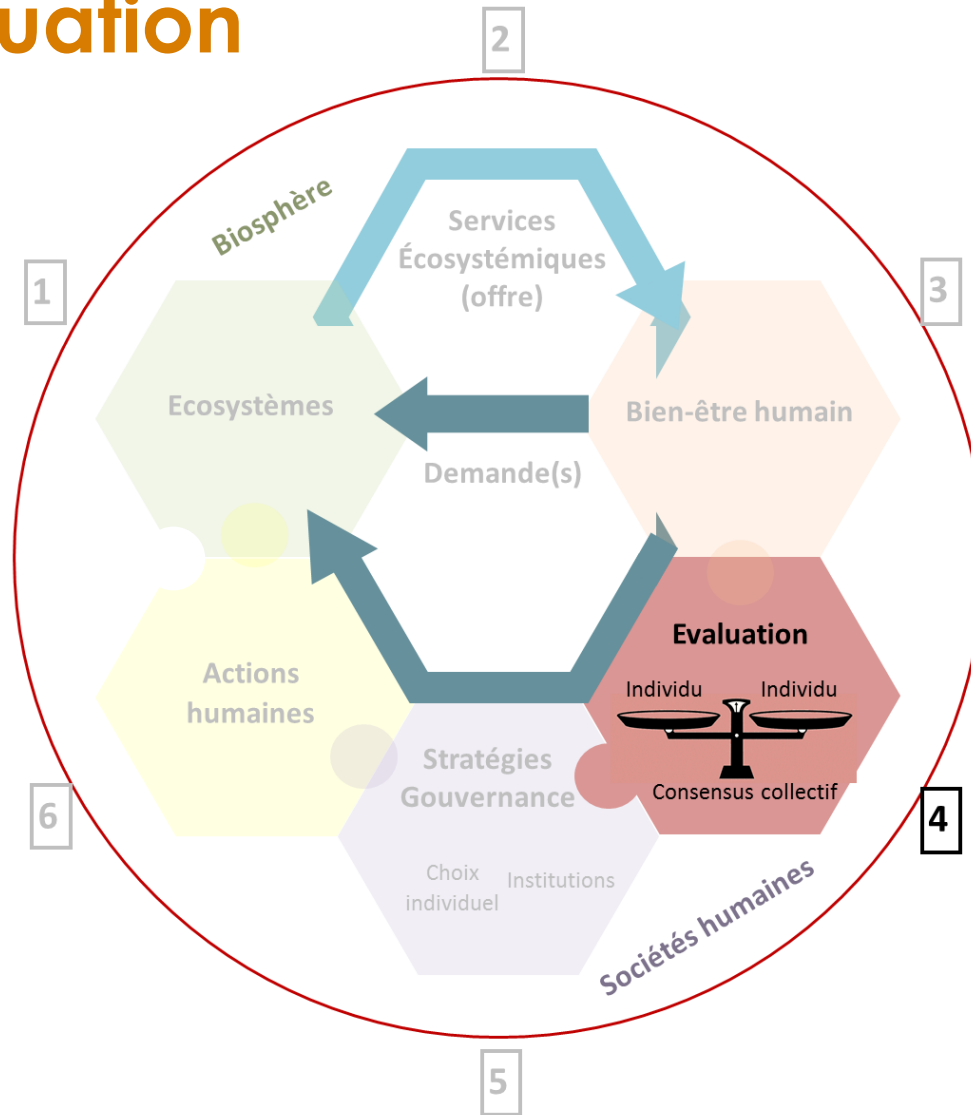 uation
2
Biosphère
Services
Écosystémiques
(offre)
1
3
Ecosystèmes
Bien-être humain
Demande(s)
Evaluation
Individu
Individu
Consensus collectif
Actions
humaines
Stratégies
Gouvernance
6
4
Choix
individuel
Institutions
Sociétés humaines
5